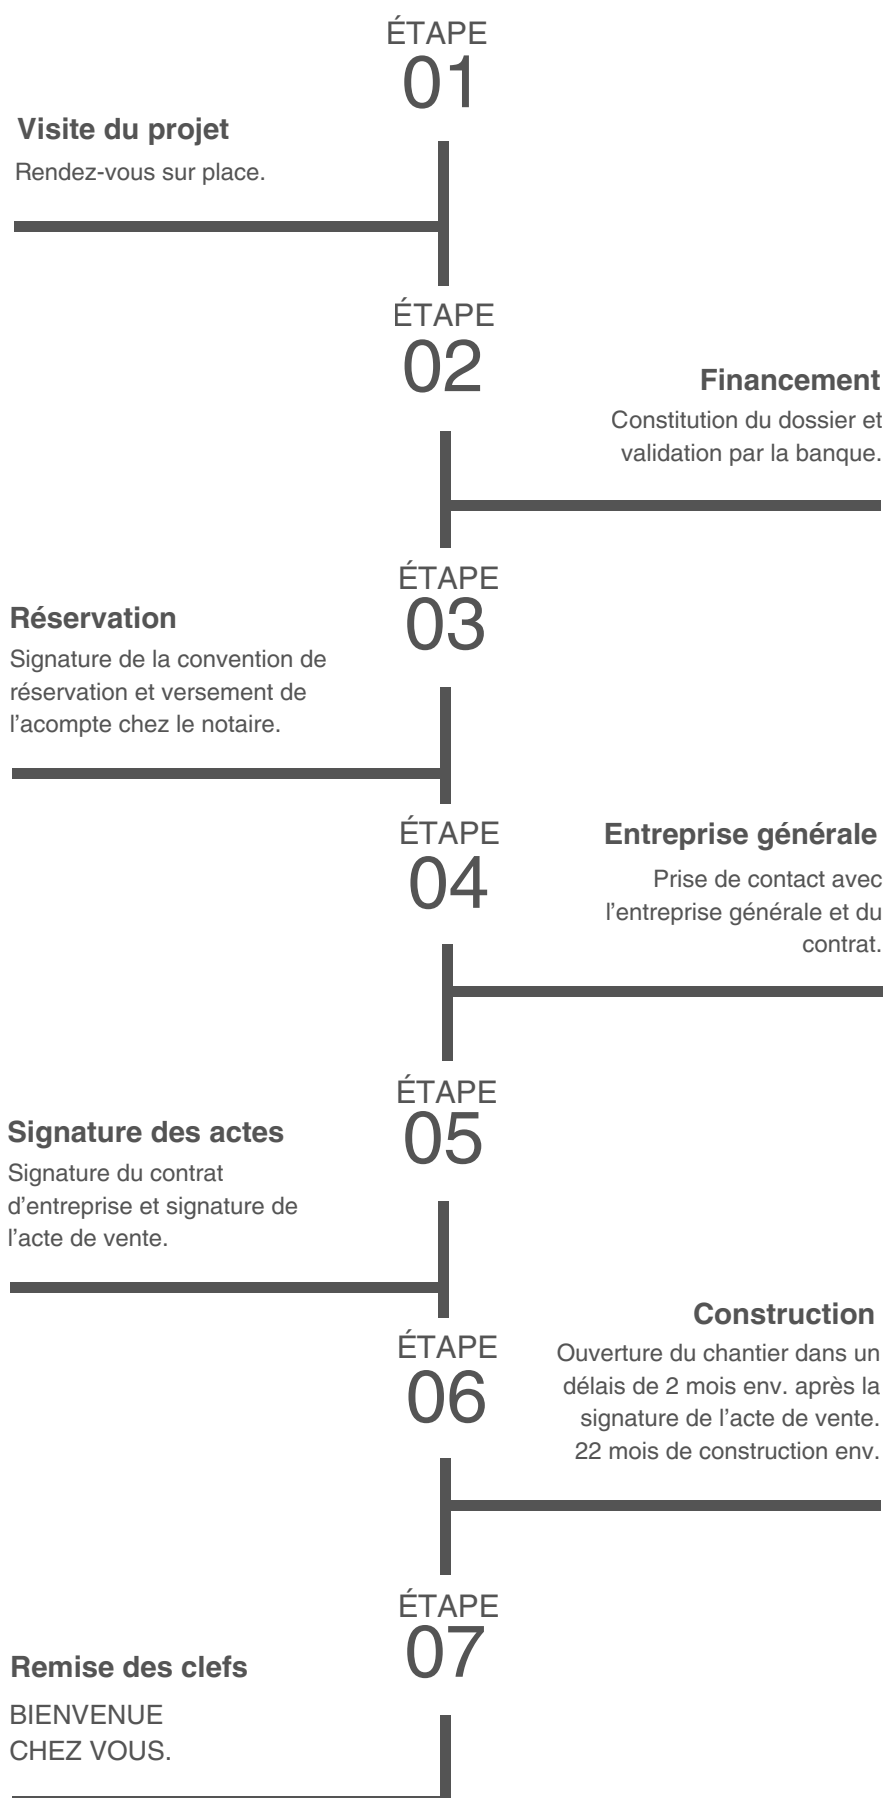 ÉTAPE
01
Visite du projet
Rendez-vous sur place.
ÉTAPE
02
Financement
Constitution du dossier et
validation par la banque.
ÉTAPE
03
Réservation
Signature de la convention de
réservation et versement de
l’acompte chez le notaire.
ÉTAPE
04
Entreprise générale
Prise de contact avec
l’entreprise générale et du
contrat.
ÉTAPE
05
Signature des actes
Signature du contrat
d’entreprise et signature de
l’acte de vente.
ÉTAPE
06
Construction
Ouverture du chantier dans un
délais de 2 mois env. après la
signature de l’acte de vente.
22 mois de construction env.
ÉTAPE
07
Remise des clefs
BIENVENUE
CHEZ VOUS.